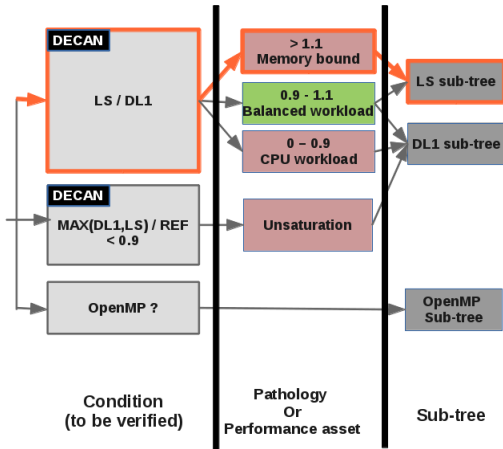 DECAN
LS / DL1
> 1.1
Memory bound
LS sub-tree
0.9 - 1.1
Balanced workload
0 – 0.9
CPU workload
DL1 sub-tree
DECAN
MAX(DL1,LS) / REF
< 0.9
Unsaturation
OpenMP ?
OpenMP
Sub-tree
Condition
(to be verified)
Pathology
Or
Performance asset
Sub-tree